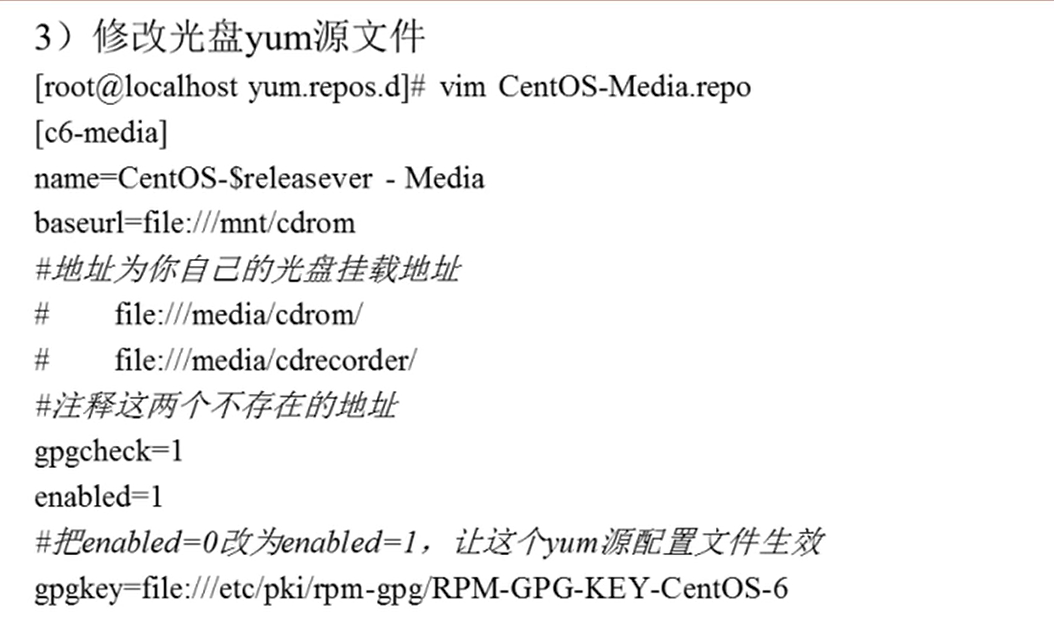 3）修改光盘yum源文件
[root@localhost yum.repos.d]# vim CentOS-Media.repo
[c6-media]
name=CentOS-$releasever - Media
baseurl=file:///mnt/cdrom
#地址为你自己的光盘挂载地址
# file:///media/cdrom/
# file:///media/cdrecorder/
#注释这两个不存在的地址
gpgcheck=1
enabled=1
#把enabled=0改为enabled=1，让这个yum源配置文件生效
gpgkey=file:///etc/pki/rpm-gpg/RPM-GPG-KEY-CentOS-6